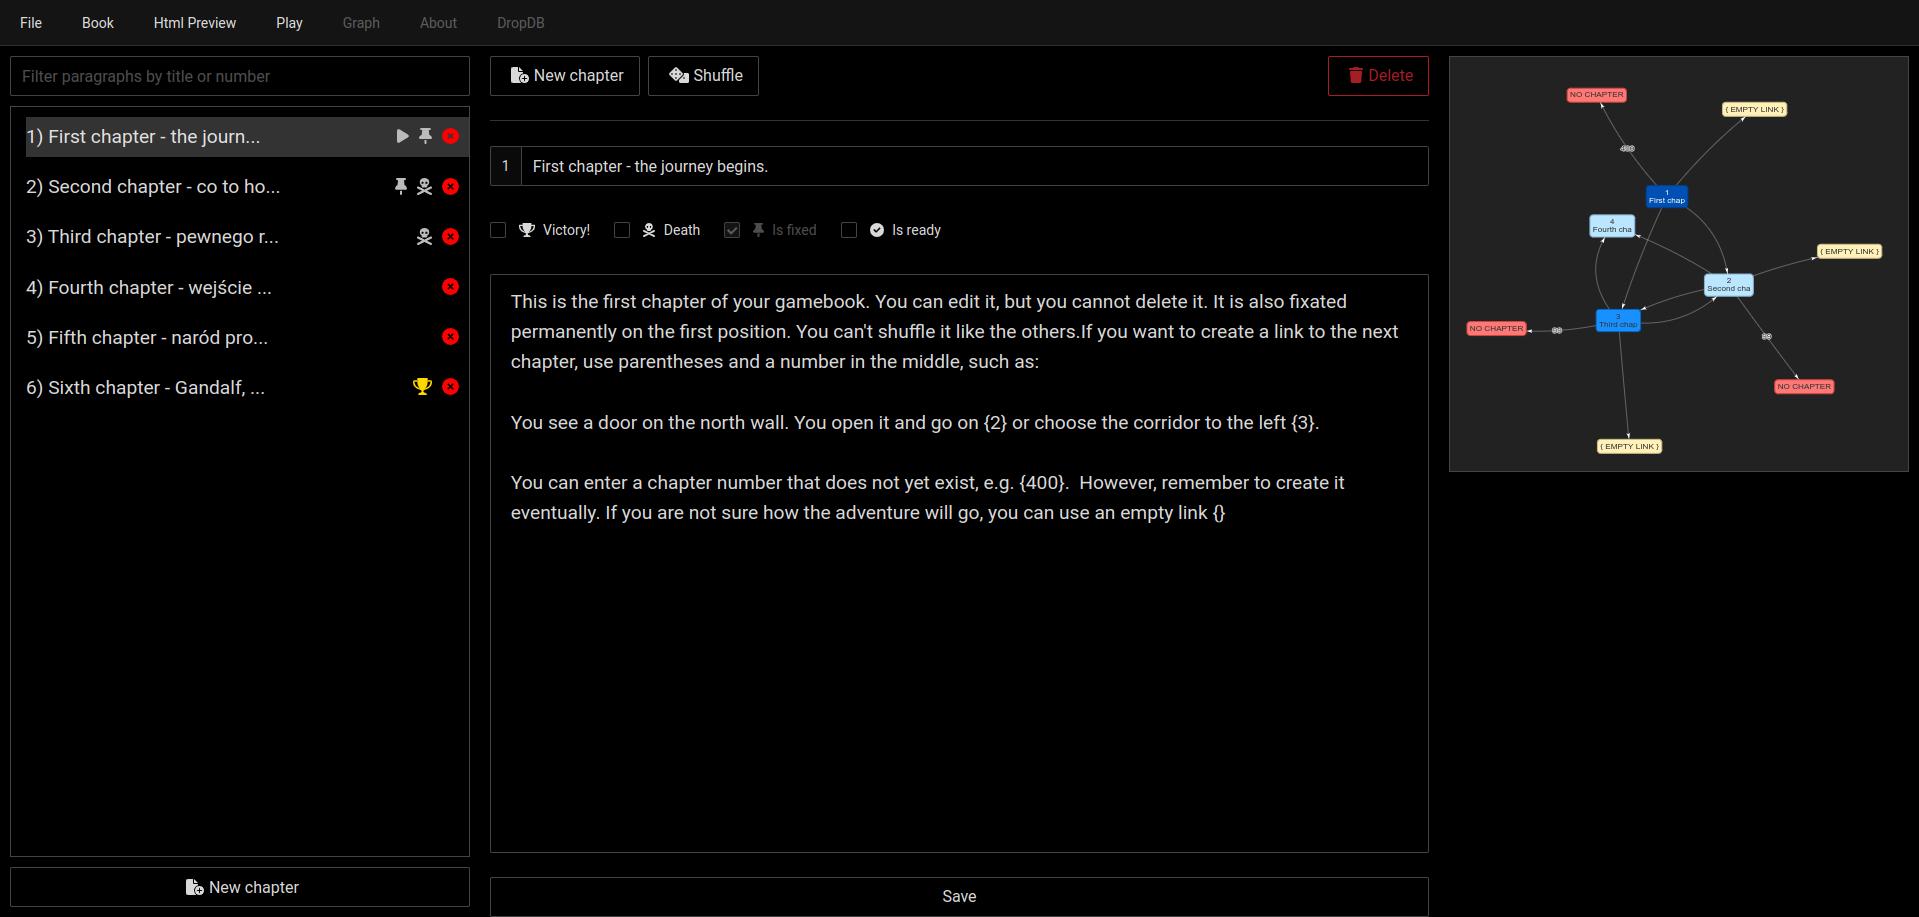 File Book Html Preview Play Graph About DropDB
Filter paragraphs by title or number
1) First chapter - the journ...
2) Second chapter - co to ho...
3) Third chapter - pewnego r...
4) Fourth chapter - wejście ...
5) Fifth chapter - naród pro...
6) Sixth chapter - Gandalf, ...
New chapter
New chapter Shuffle Delete
1 First chapter - the journey begins.
Victory! Death Is fixed Is ready
This is the first chapter of your gamebook. You can edit it, but you cannot delete it. It is also fixated
permanently on the first position. You can't shuffle it like the others.If you want to create a link to the next
chapter, use parentheses and a number in the middle, such as:
You see a door on the north wall. You open it and go on {2} or choose the corridor to the left {3}.
You can enter a chapter number that does not yet exist, e.g. {400}.  However, remember to create it
eventually. If you are not sure how the adventure will go, you can use an empty link {}
Save
NO CHAPTER
{ EMPTY LINK }
1
First chap
4
Fourth cha
{ EMPTY LINK }
2
Second cha
3
Third chap
NO CHAPTER
NO CHAPTER
{ EMPTY LINK }